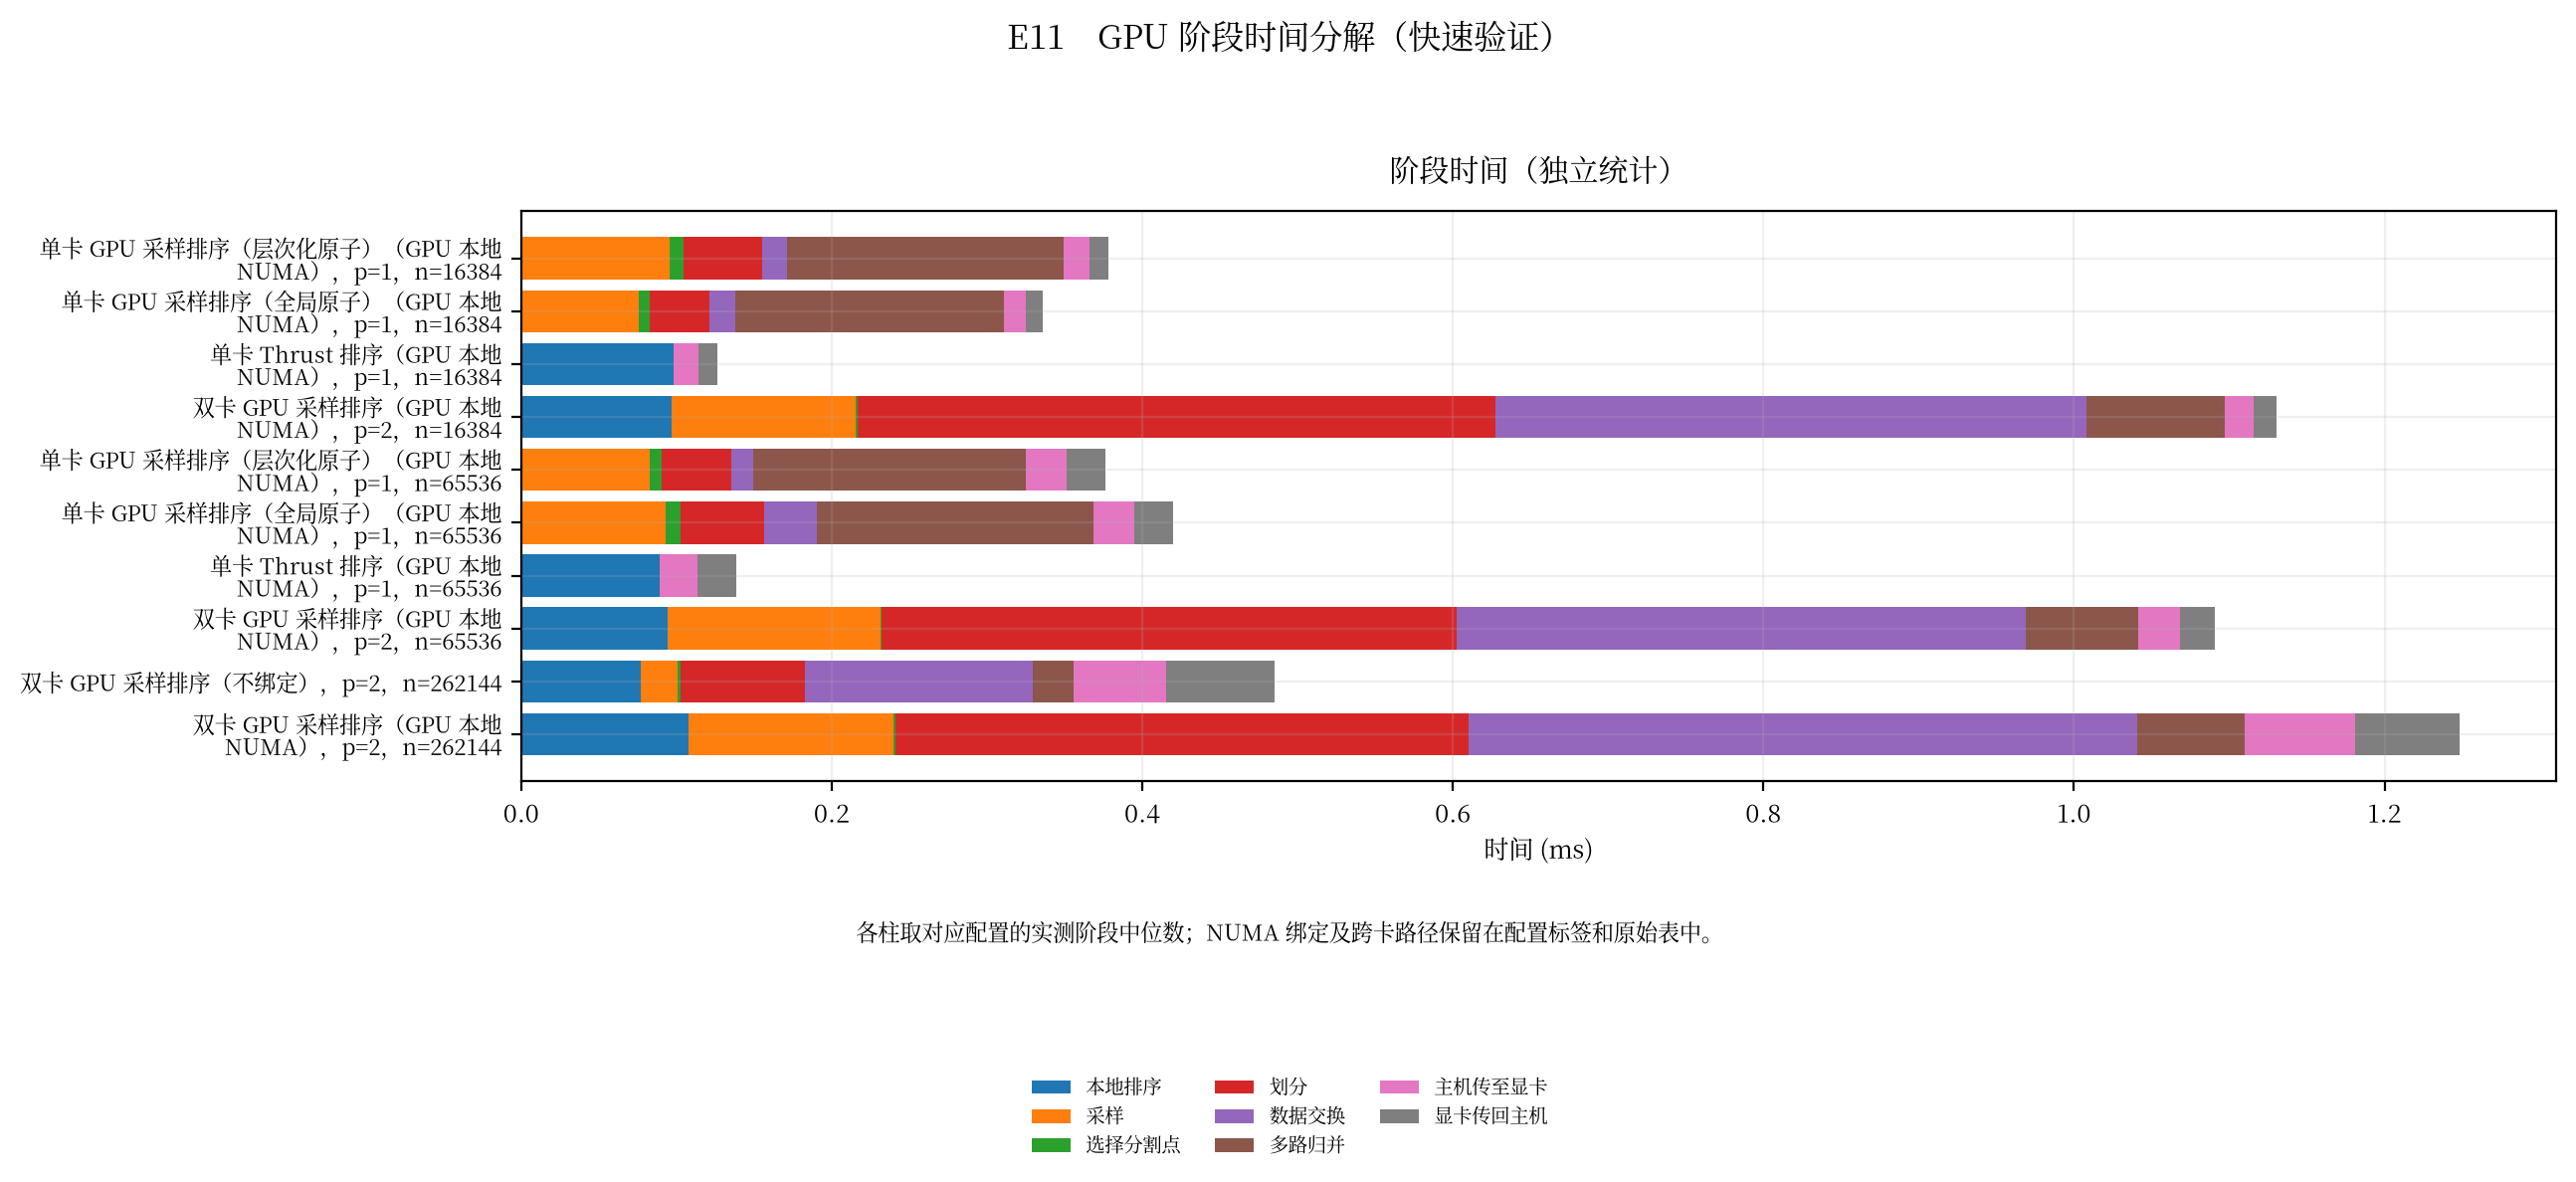 E11　GPU 阶段时间分解（快速验证）
阶段时间（独立统计）
单卡 GPU 采样排序（层次化原子）（GPU 本地
NUMA），p=1，n=16384
单卡 GPU 采样排序（全局原子）（GPU 本地
NUMA），p=1，n=16384
单卡 Thrust 排序（GPU 本地
NUMA），p=1，n=16384
双卡 GPU 采样排序（GPU 本地
NUMA），p=2，n=16384
单卡 GPU 采样排序（层次化原子）（GPU 本地
NUMA），p=1，n=65536
单卡 GPU 采样排序（全局原子）（GPU 本地
NUMA），p=1，n=65536
单卡 Thrust 排序（GPU 本地
NUMA），p=1，n=65536
双卡 GPU 采样排序（GPU 本地
NUMA），p=2，n=65536
双卡 GPU 采样排序（不绑定），p=2，n=262144
双卡 GPU 采样排序（GPU 本地
NUMA），p=2，n=262144
0.0 0.2 0.4 0.6 0.8 1.0 1.2
时间 (ms)
各柱取对应配置的实测阶段中位数；NUMA 绑定及跨卡路径保留在配置标签和原始表中。
本地排序
采样
选择分割点
划分
数据交换
多路归并
主机传至显卡
显卡传回主机